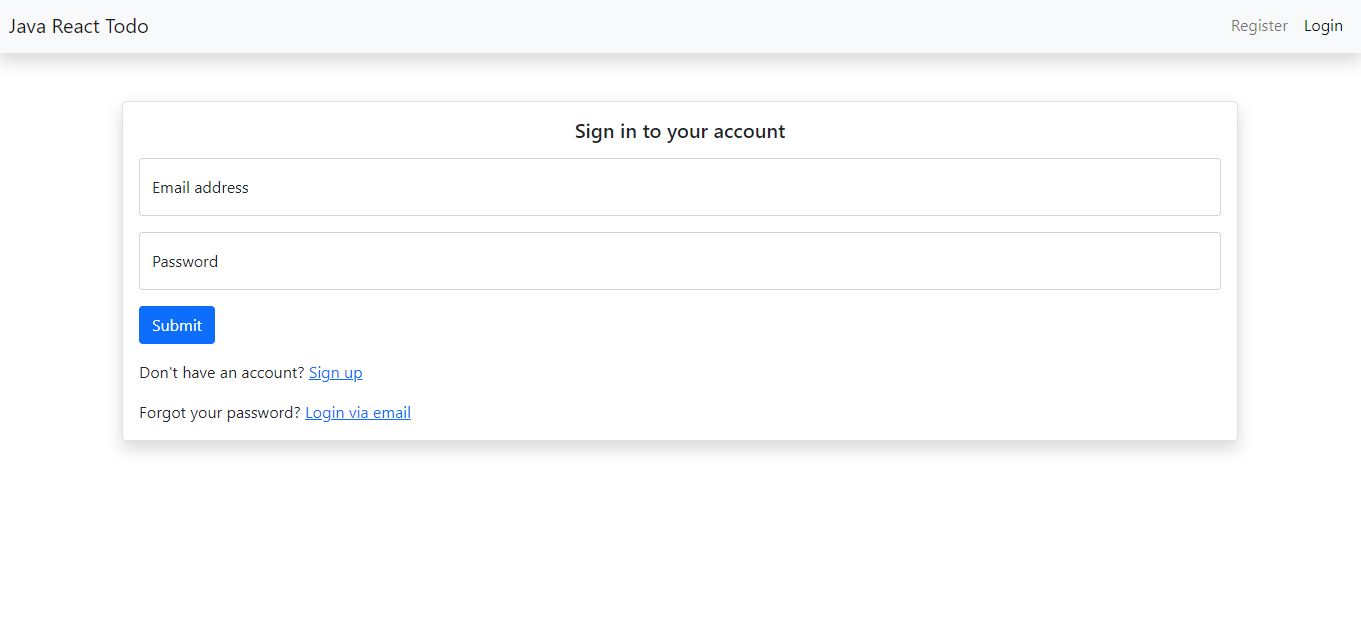 Java React Todo
Register Login
Sign in to your account
Email address
Password
Submit
Don't have an account? Sign up
Forgot your password? Login via email